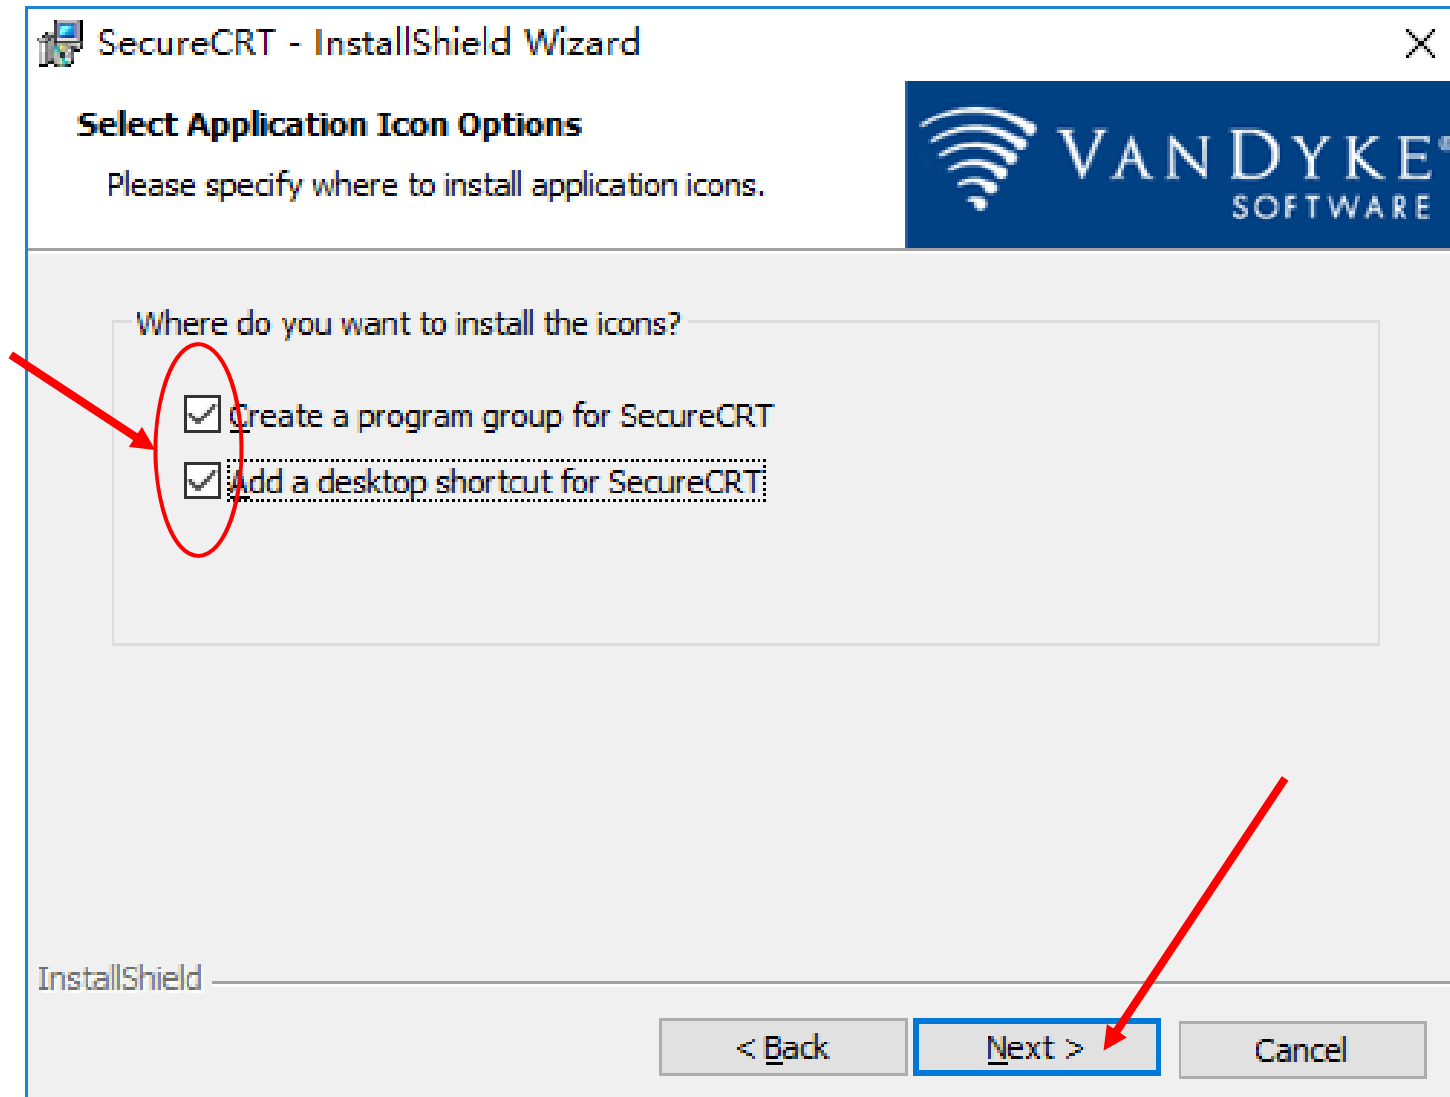 SecureCRT - InstallShield Wizard
Select Application Icon Options
Please specify where to install application icons.
VANDYKE®
SOFTWARE
Where do you want to install the icons?
Create a program group for SecureCRT
Add a desktop shortcut for SecureCRT
InstallShield
< Back
Next >
Cancel